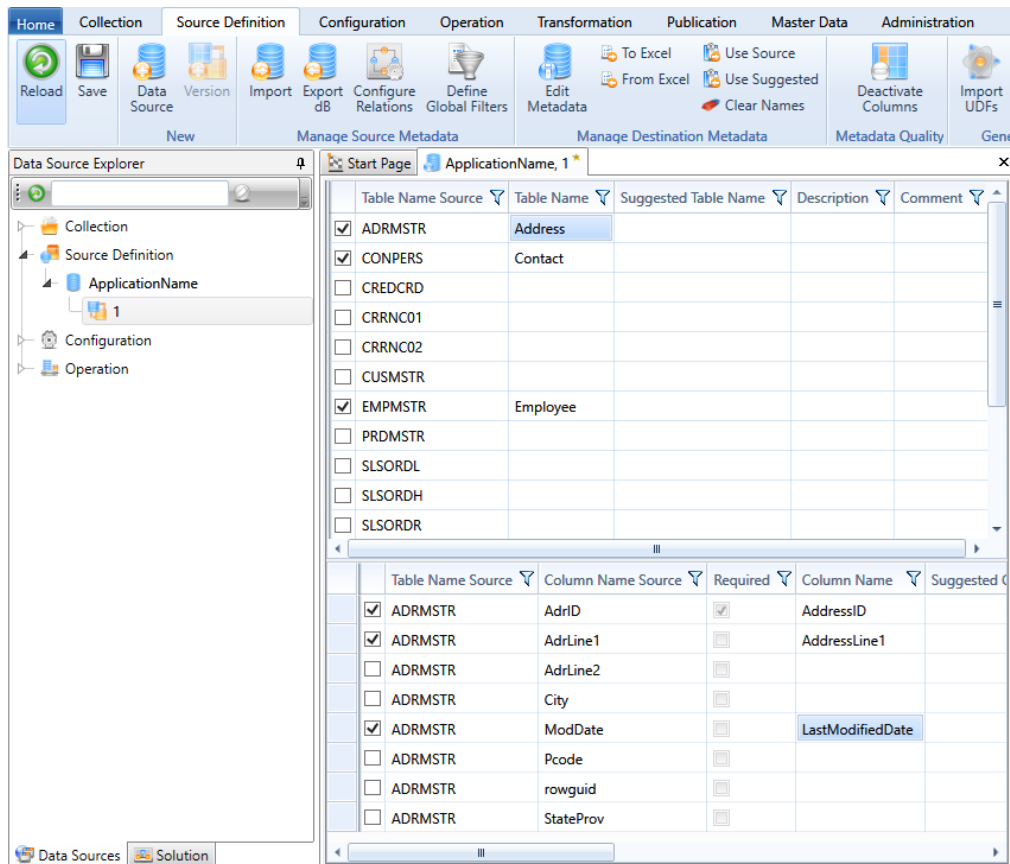 Home Collection Source Definition Configuration Operation Transformation Publication Master Data Administration
Reload Save Data Source Version Import Export dB Configure Relations Define Global Filters Edit Metadata To Excel From Excel Use Source Use Suggested Clear Names Deactivate Columns Import UDFs
New Manage Source Metadata Manage Destination Metadata Metadata Quality Gene
Data Source Explorer
Start Page ApplicationName, 1 *
Collection
Source Definition
ApplicationName
1
Configuration
Operation
Table Name Source Table Name Suggested Table Name Description Comment
ADRMSTR Address
CONPERS Contact
CREDCRD
CRRNC01
CRRNC02
CUSMSTR
EMPMSTR Employee
PRDMSTR
SLSORDL
SLSORDH
SLSORDR
Table Name Source Column Name Source Required Column Name Suggested C
ADRMSTR AdrID AddressID
ADRMSTR AdrLine1 AddressLine1
ADRMSTR AdrLine2
ADRMSTR City
ADRMSTR ModDate LastModifiedDate
ADRMSTR Pcode
ADRMSTR rowguid
ADRMSTR StateProv
Data Sources Solution